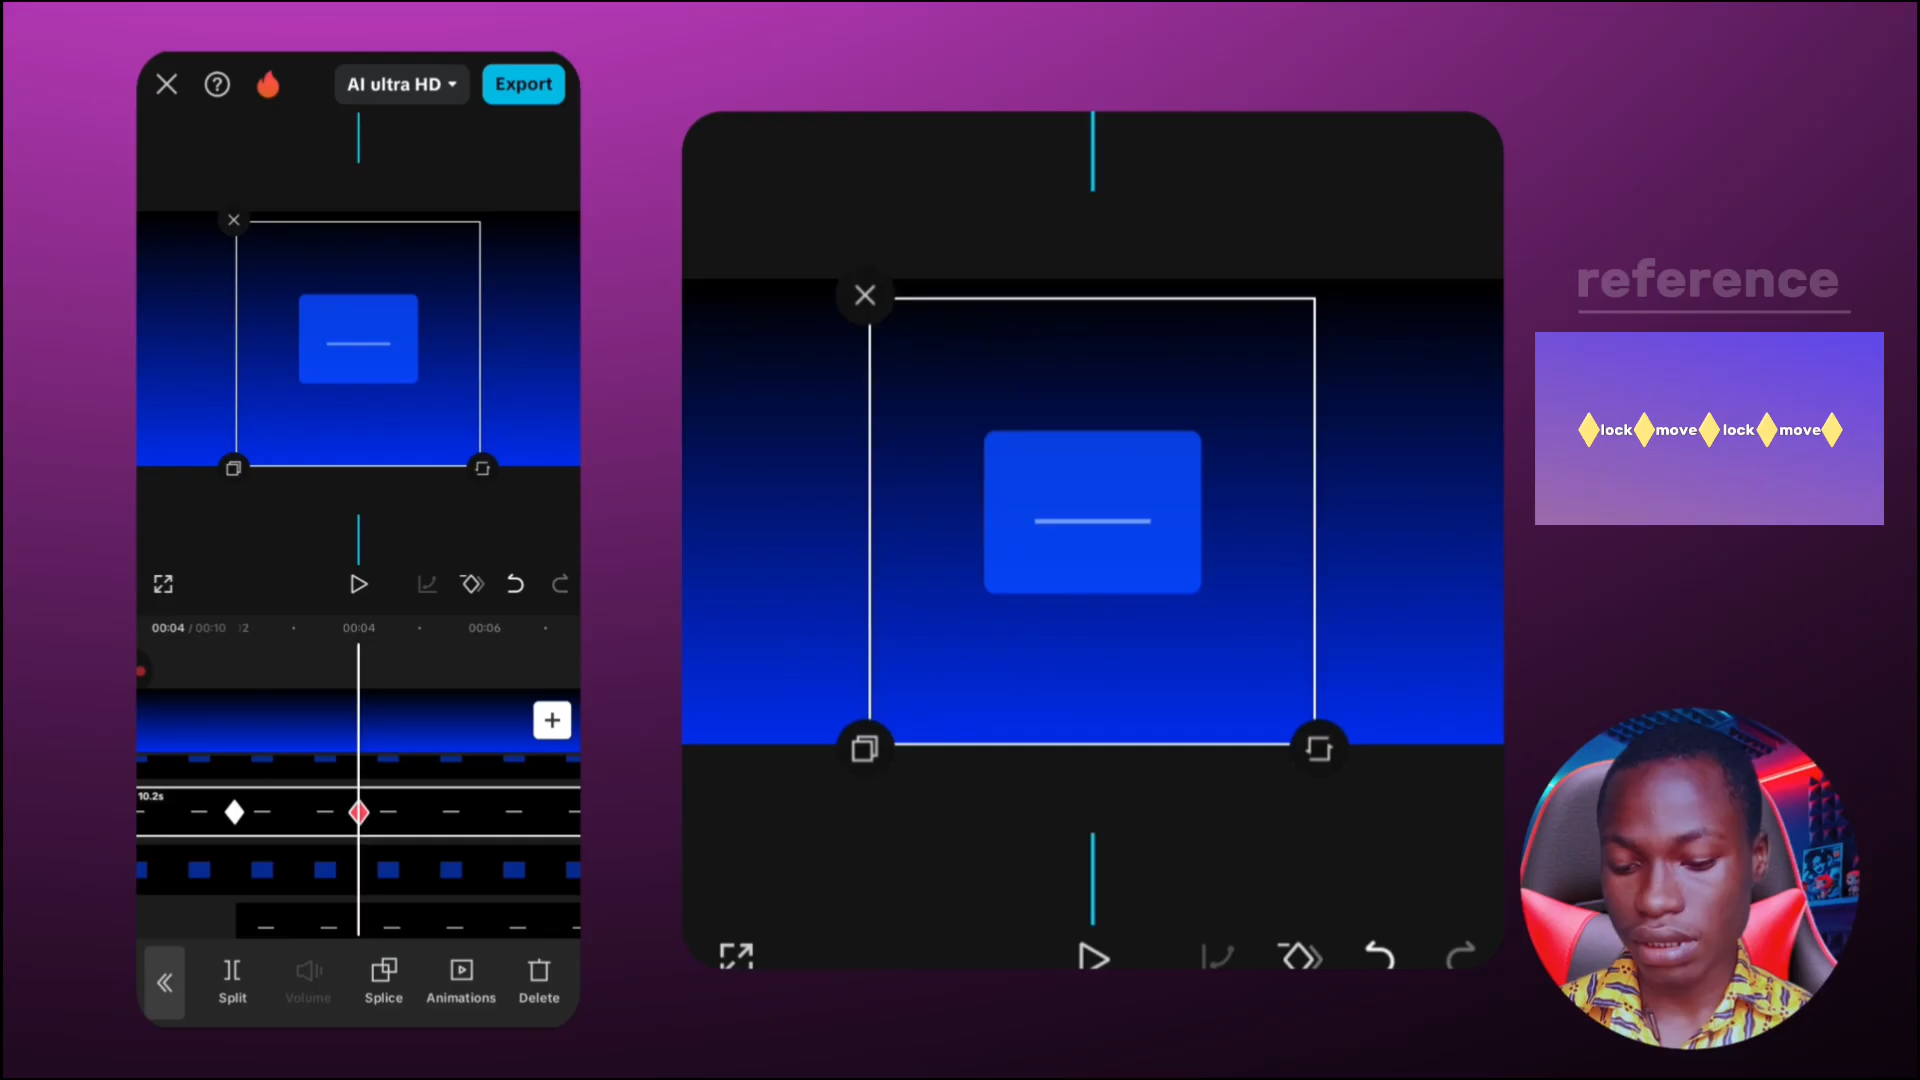 AI ultra HD
Export
00:04 / 00:10
00:04
00:06
10.2s
Split
Volume
Splice
Animations
Delete
reference
lock move lock move